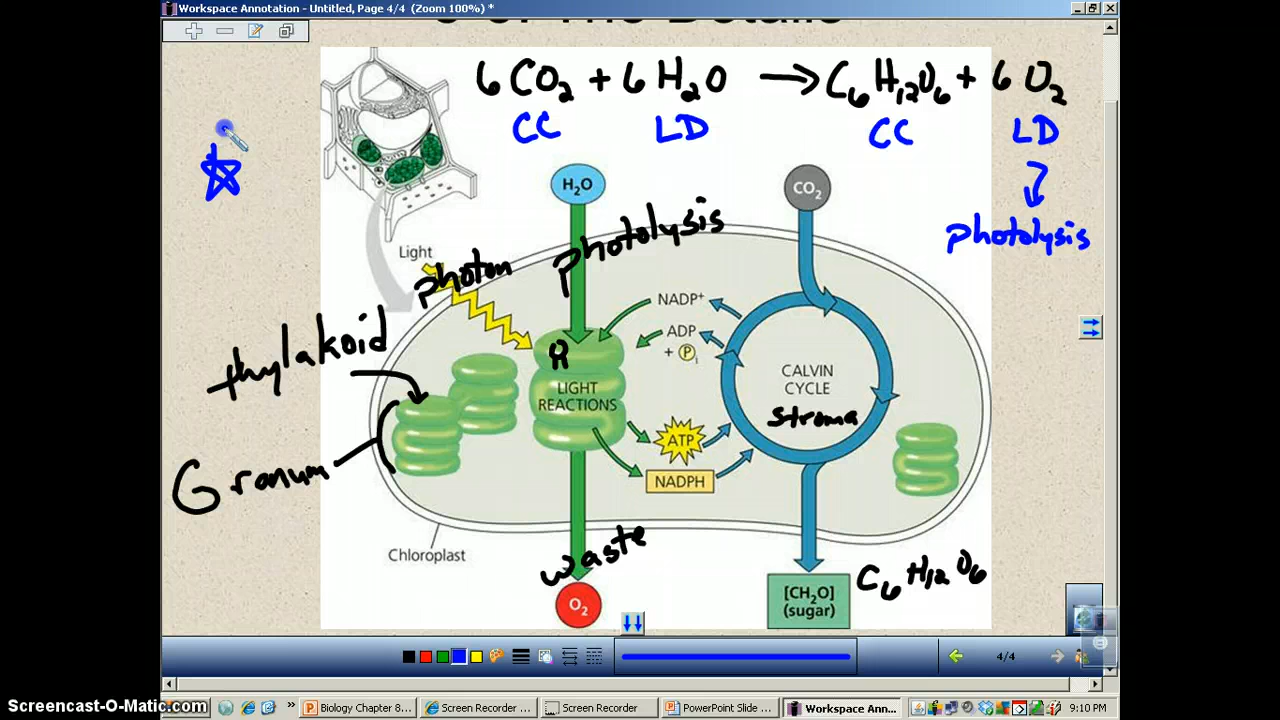 Workspace Annotation - Untitled, Page 4/4 (Zoom 100%) *
6 CO2 + 6 H2O → C6H12O6 + 6 O2
CC LD CC LD
photolysis
H2O
CO2
photolysis
Light
photon
NADP+
ADP
+ Pi
thylakoid
LIGHT
REACTIONS
CALVIN
CYCLE
stroma
ATP
NADPH
Granum
Chloroplast
waste
O2
[CH2O]
(sugar)
C6H12O6
4/4
Screencast-O-Matic.com
Biology Chapter 8...
Screen Recorder ...
Screen Recorder
PowerPoint Slide ...
Workspace Ann...
9:10 PM